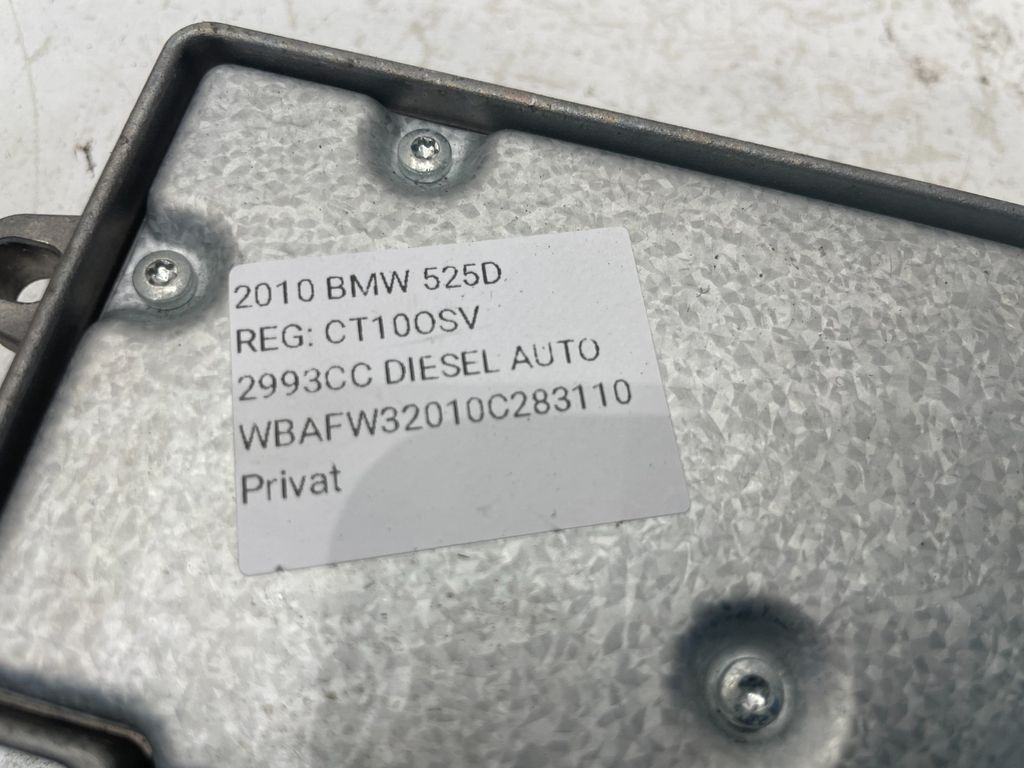 2010 BMW 525D
REG: CT10OSV
2993CC DIESEL AUTO
WBAFW32010C283110
Privat